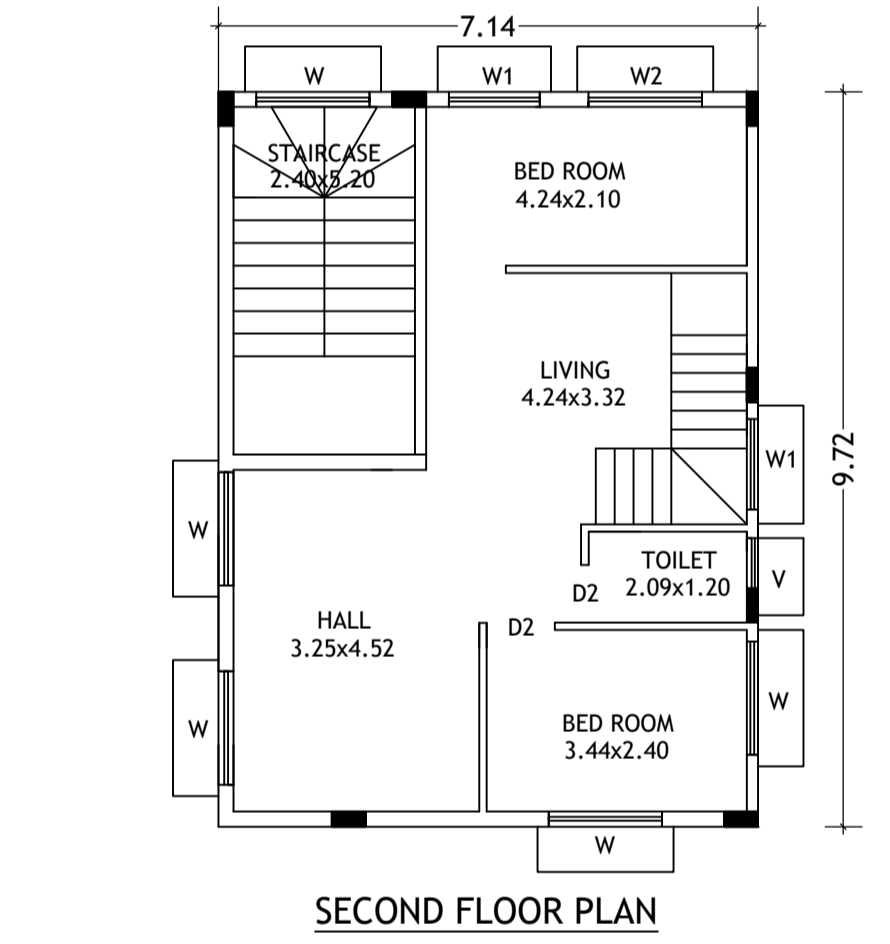 7.14
W
W1
W2
STAIRCASE
2.40x5.20
BED ROOM
4.24x2.10
LIVING
4.24x3.32
W1
9.72
W
TOILET
2.09x1.20
V
D2
D2
HALL
3.25x4.52
W
W
BED ROOM
3.44x2.40
W
SECOND FLOOR PLAN